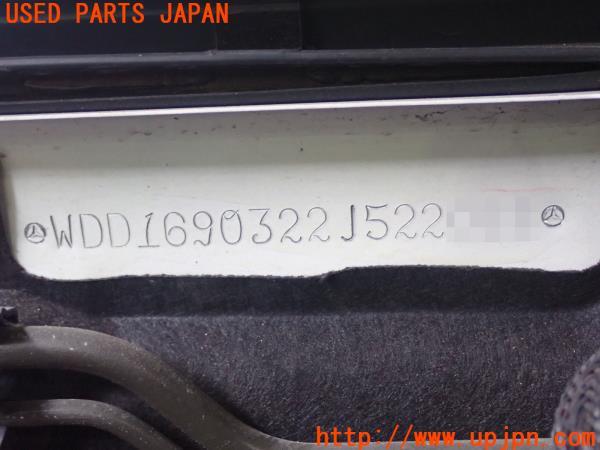 USED PARTS JAPAN
WDD1690322J522
http://www.upjpn.com